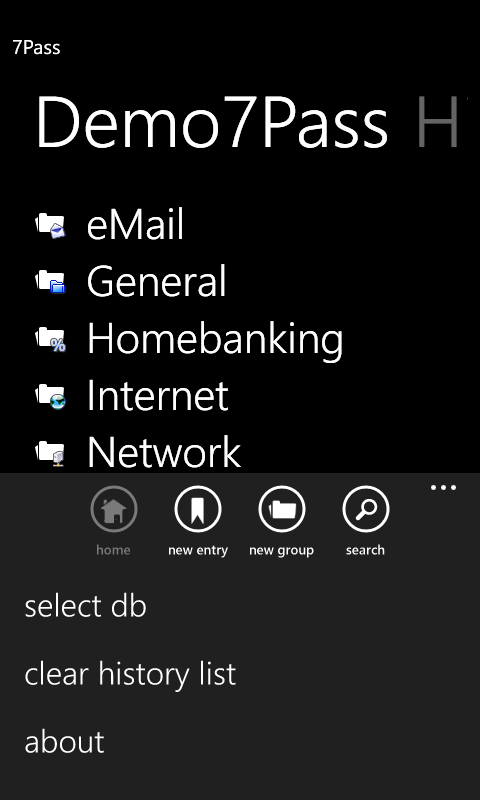 7Pass
Demo7Pass
eMail
General
Homebanking
Internet
Network
home new entry new group search
select db
clear history list
about